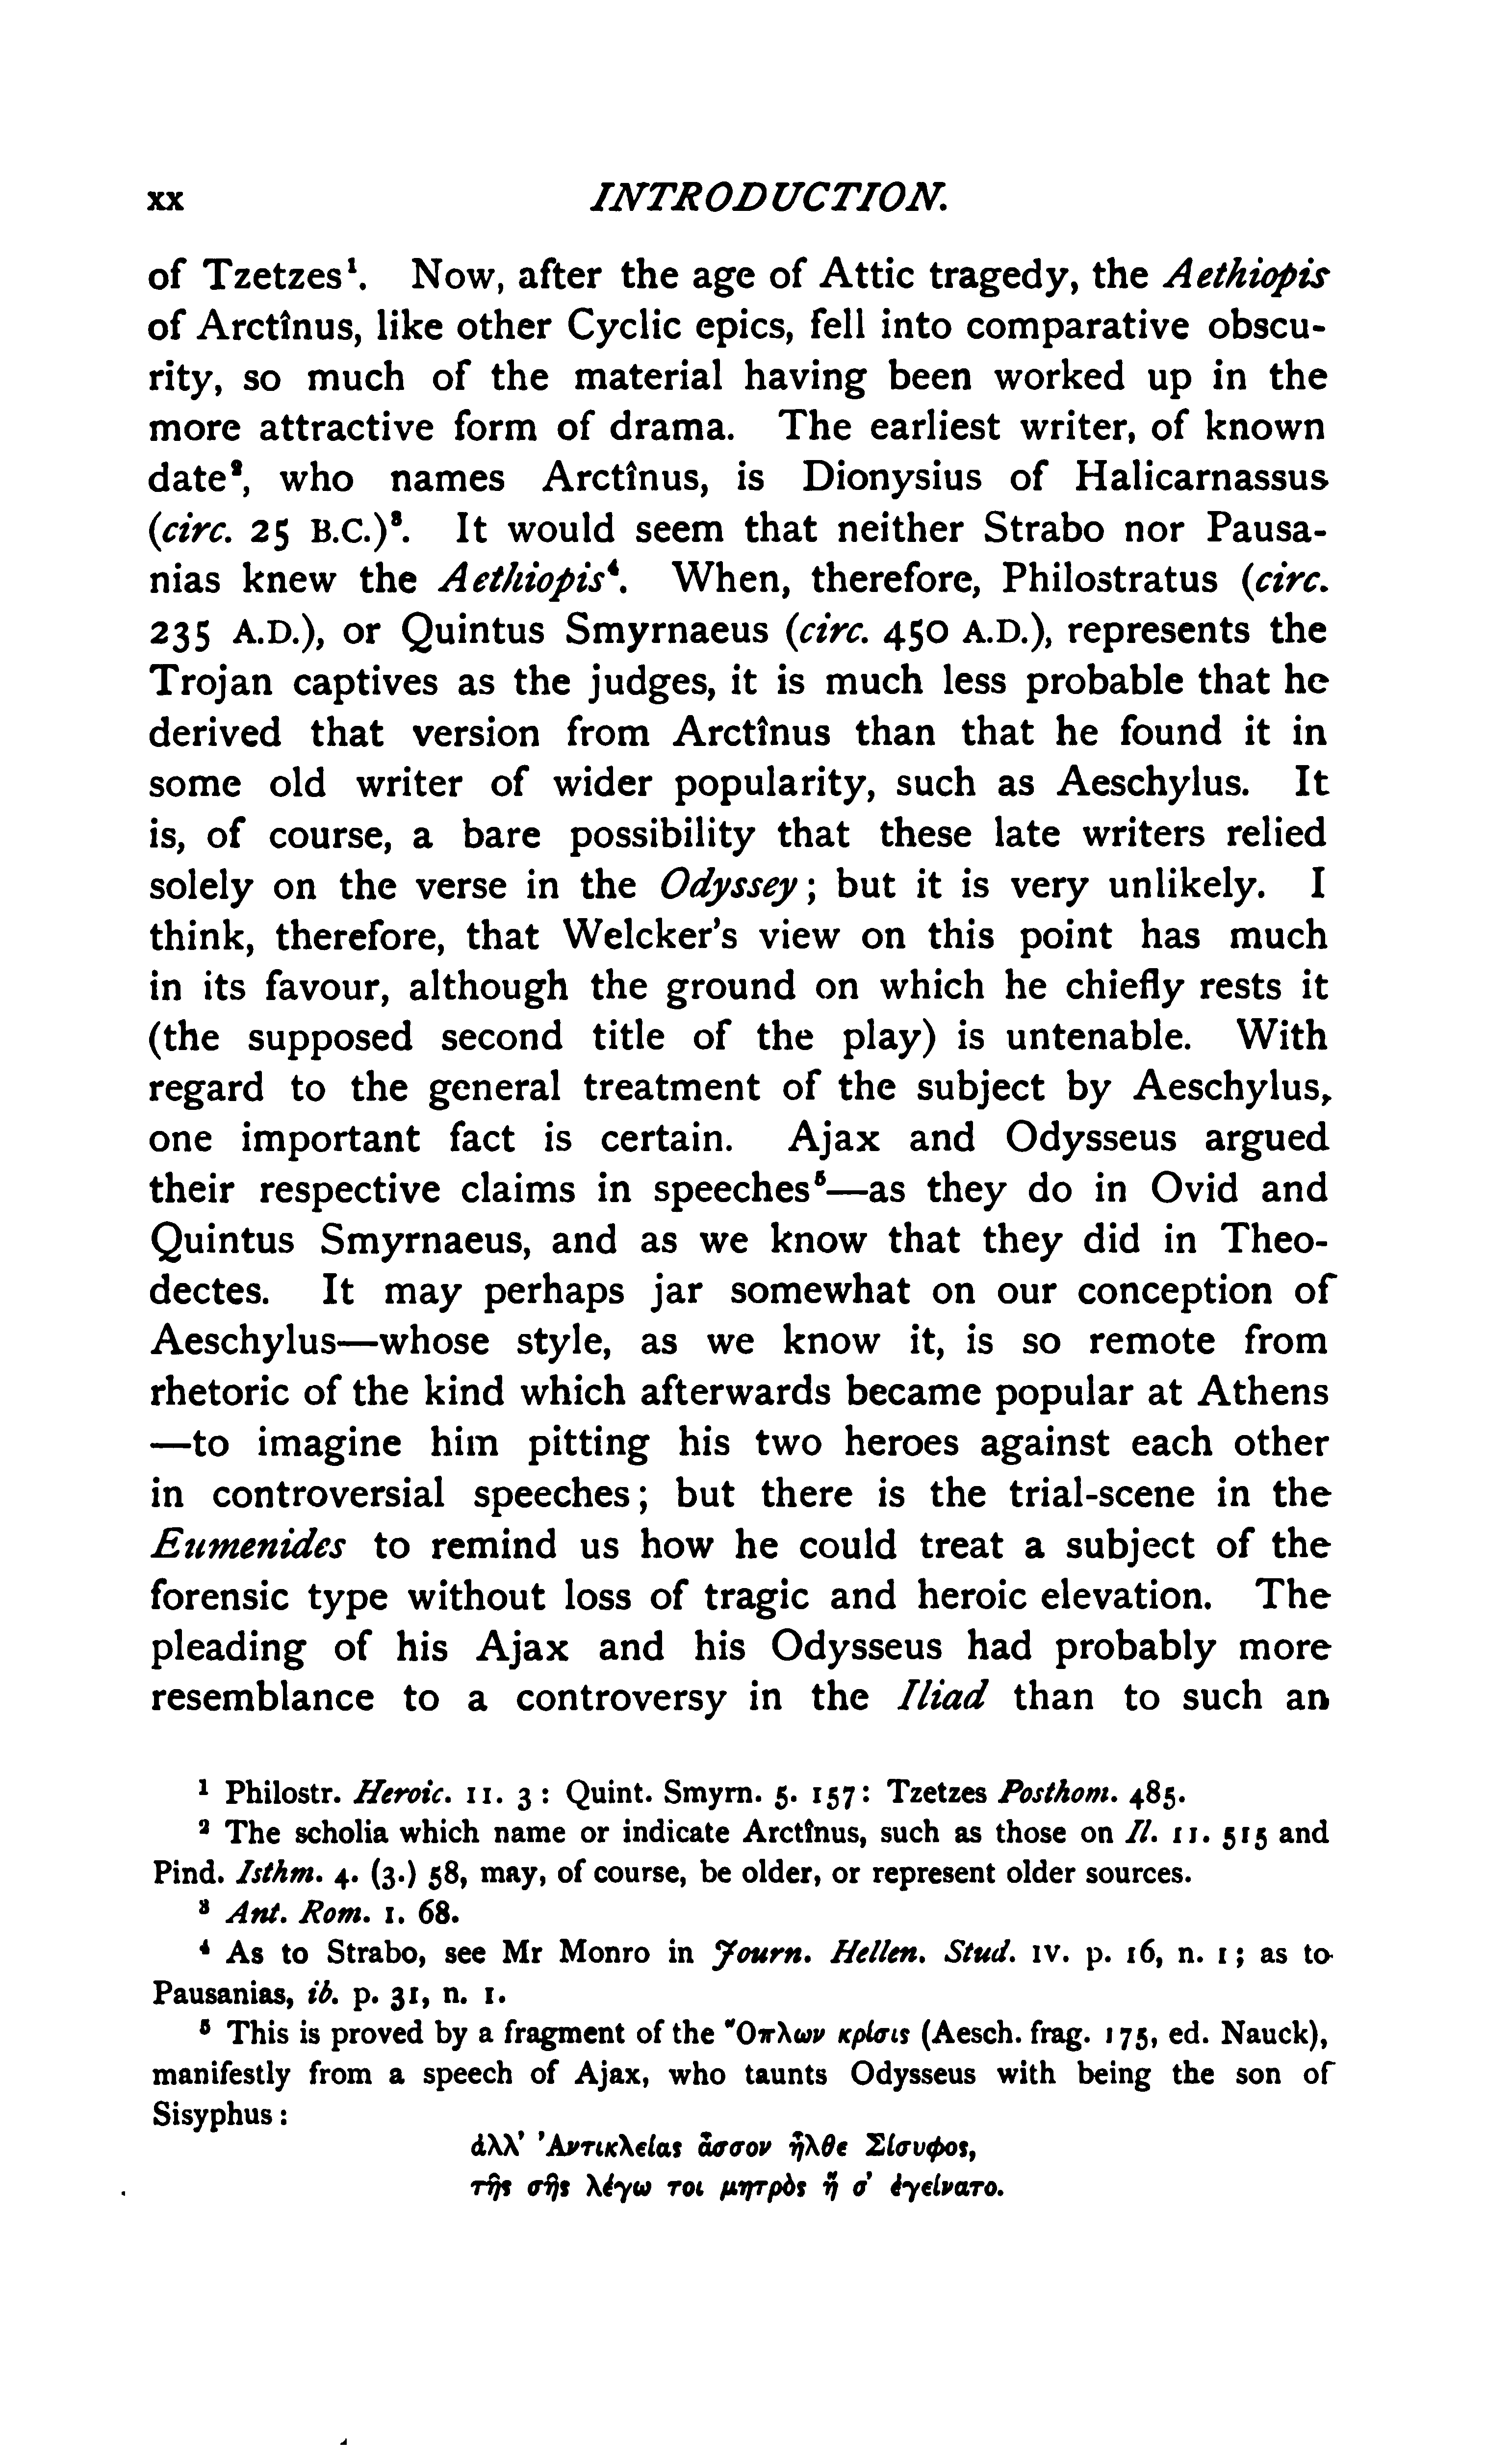 xx INTRODUCTION.
of Tzetzes¹. Now, after the age of Attic tragedy, the Aethiopis
of Arctînus, like other Cyclic epics, fell into comparative obscu-
rity, so much of the material having been worked up in the
more attractive form of drama. The earliest writer, of known
date², who names Arctînus, is Dionysius of Halicarnassus
(circ. 25 B.C.)³. It would seem that neither Strabo nor Pausa-
nias knew the Aethiopis⁴. When, therefore, Philostratus (circ.
235 A.D.), or Quintus Smyrnaeus (circ. 450 A.D.), represents the
Trojan captives as the judges, it is much less probable that he
derived that version from Arctînus than that he found it in
some old writer of wider popularity, such as Aeschylus. It
is, of course, a bare possibility that these late writers relied
solely on the verse in the Odyssey; but it is very unlikely. I
think, therefore, that Welcker's view on this point has much
in its favour, although the ground on which he chiefly rests it
(the supposed second title of the play) is untenable. With
regard to the general treatment of the subject by Aeschylus,
one important fact is certain. Ajax and Odysseus argued
their respective claims in speeches⁵—as they do in Ovid and
Quintus Smyrnaeus, and as we know that they did in Theo-
dectes. It may perhaps jar somewhat on our conception of
Aeschylus—whose style, as we know it, is so remote from
rhetoric of the kind which afterwards became popular at Athens
—to imagine him pitting his two heroes against each other
in controversial speeches; but there is the trial-scene in the
Eumenides to remind us how he could treat a subject of the
forensic type without loss of tragic and heroic elevation. The
pleading of his Ajax and his Odysseus had probably more
resemblance to a controversy in the Iliad than to such an
¹ Philostr. Heroic. 11. 3: Quint. Smyrn. 5. 157: Tzetzes Posthom. 485.
² The scholia which name or indicate Arctînus, such as those on Il. 11. 515 and
Pind. Isthm. 4. (3.) 58, may, of course, be older, or represent older sources.
³ Ant. Rom. 1. 68.
⁴ As to Strabo, see Mr Monro in Journ. Hellen. Stud. IV. p. 16, n. 1; as to
Pausanias, ib. p. 31, n. 1.
⁵ This is proved by a fragment of the Ὅπλων κρίσις (Aesch. frag. 175, ed. Nauck),
manifestly from a speech of Ajax, who taunts Odysseus with being the son of
Sisyphus:
ἀλλ' Ἀντικλείας ἆσσον ἦλθε Σίσυφος,
τῆς σῆς λέγω τοι μητρὸς ἥ σ' ἐγείνατο.